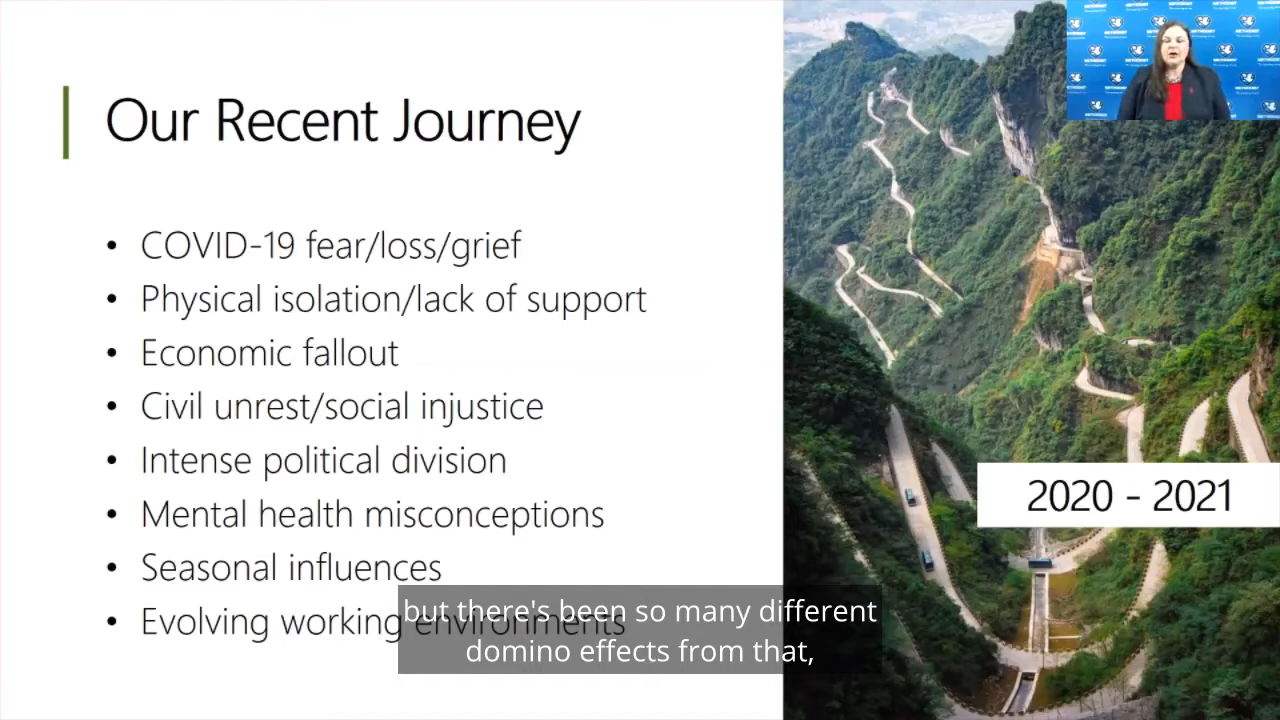 Our Recent Journey
• COVID-19 fear/loss/grief
• Physical isolation/lack of support
• Economic fallout
• Civil unrest/social injustice
• Intense political division
• Mental health misconceptions
• Seasonal influences
• Evolving working environments
2020 - 2021
but there's been so many different
domino effects from that,